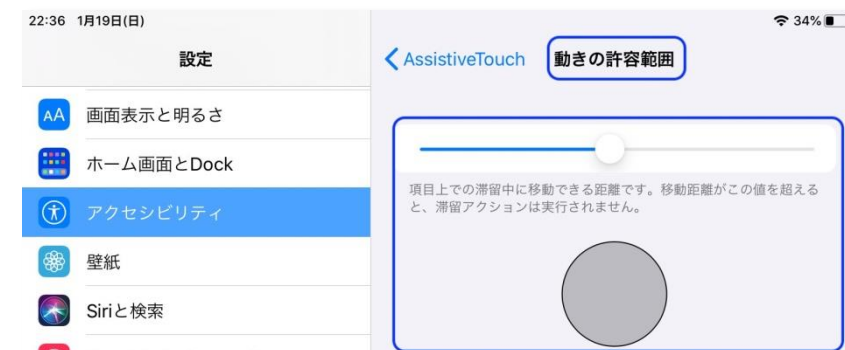 22:36 1月19日(日)
34%
設定
AssistiveTouch
動きの許容範囲
AA 画面表示と明るさ
ホーム画面とDock
アクセシビリティ
壁紙
Siriと検索
項目上での滞留中に移動できる距離です。移動距離がこの値を超える
と、滞留アクションは実行されません。